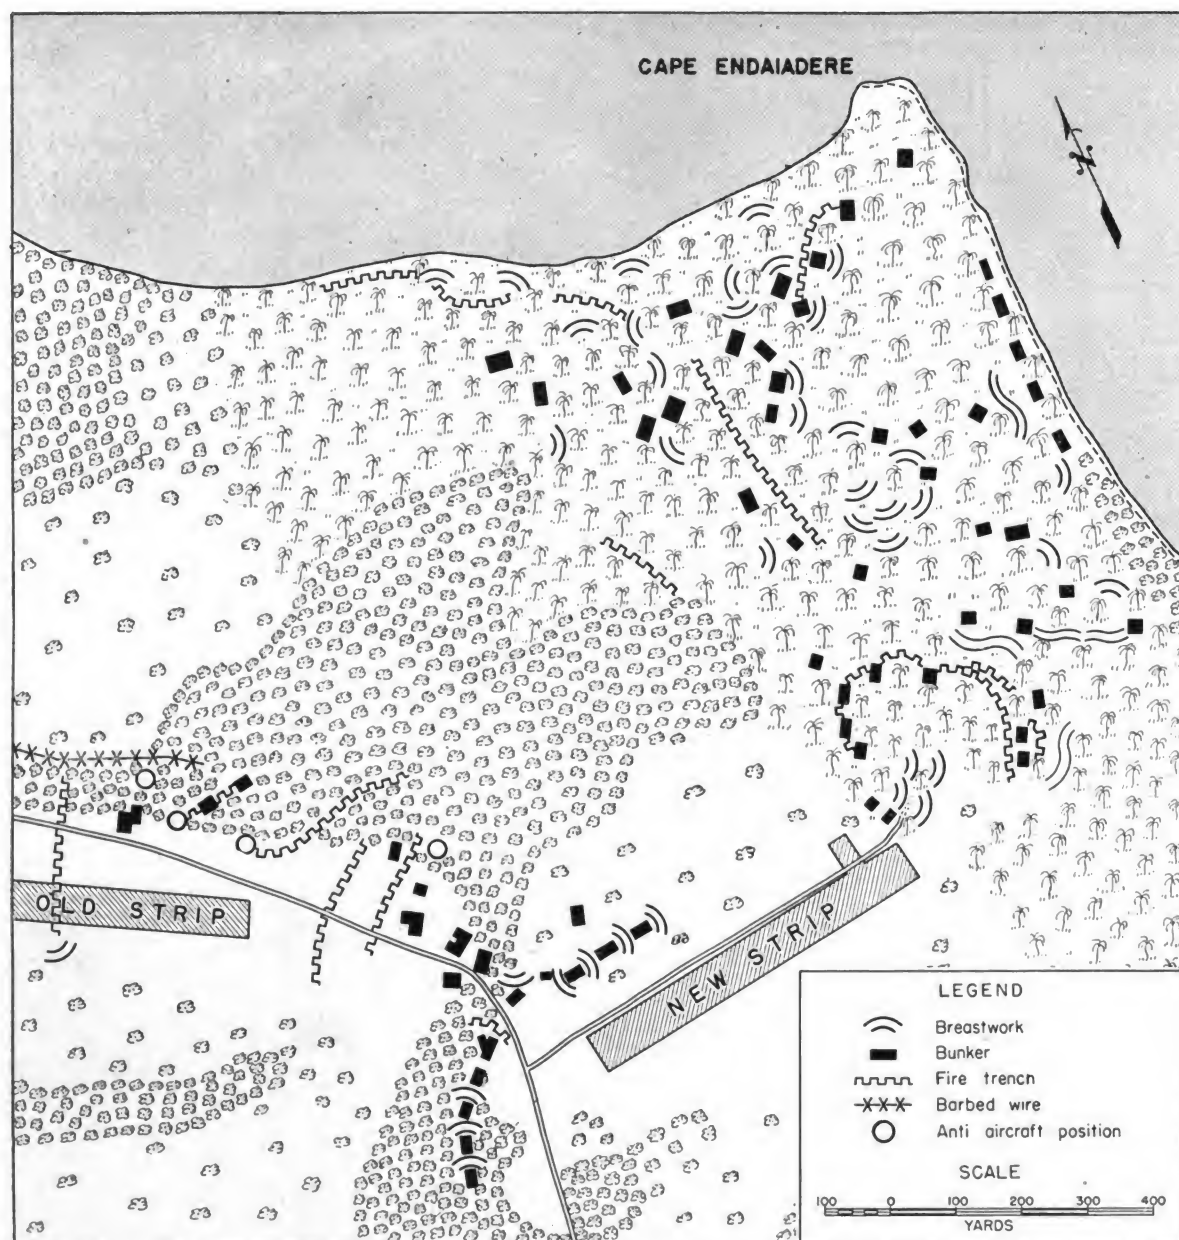 CAPE ENDAIADERE
N
OLD STRIP
NEW STRIP
LEGEND
Breastwork
Bunker
Fire trench
Barbed wire
Anti aircraft position
SCALE
100 0 100 200 300 400
YARDS